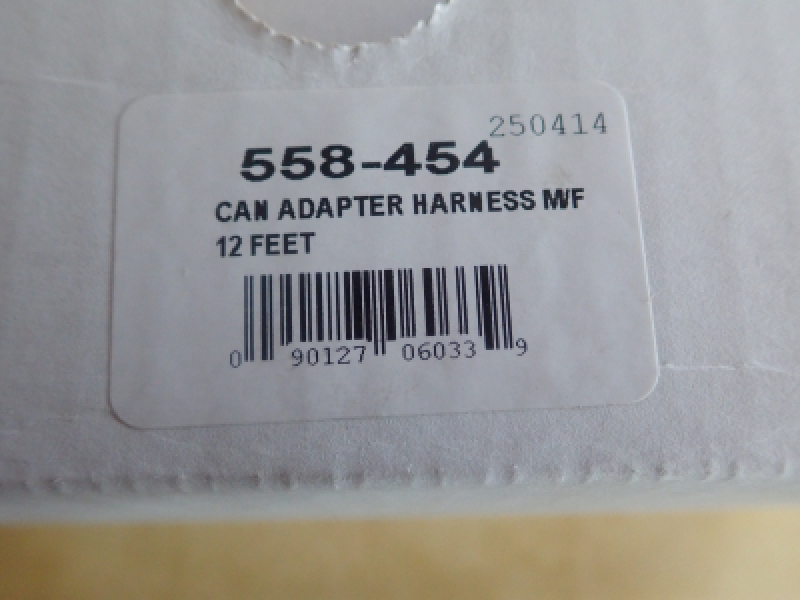 250414
558-454
CAN ADAPTER HARNESS M/F
12 FEET
0 90127 06033 9